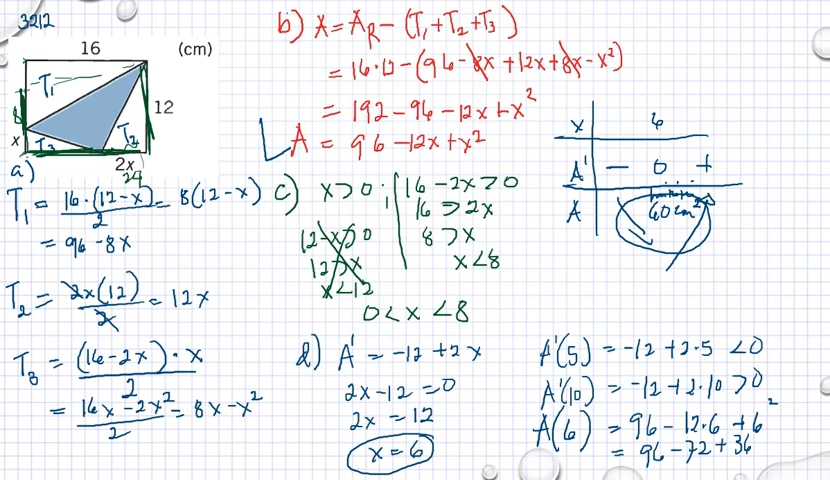 3212
16
(cm)
T₁
8
12
x
T₃
T₂
2x
24
a)
T₁ = 16·(12-x)/2 = 8(12-x)
= 96-8x
T₂ = 2x(12)/2 = 12x
T₃ = (16-2x)·x/2
= 16x-2x²/2 = 8x-x²
b) A = A_R - (T₁+T₂+T₃)
= 16·12-(96-8x+12x+8x-x²)
= 192-96-12x+x²
A = 96-12x+x²
c) x>0 ;
12-x>0
12>x
x<12
16-2x>0
16>2x
8>x
x<8
0<x<8
d) A' = -12+2x
2x-12=0
2x=12
x=6
x 6
A' - 0 +
A 60cm²
A'(5) = -12+2·5 <0
A'(10) = -12+2·10>0
A(6) = 96-12·6+6²
= 96-72+36